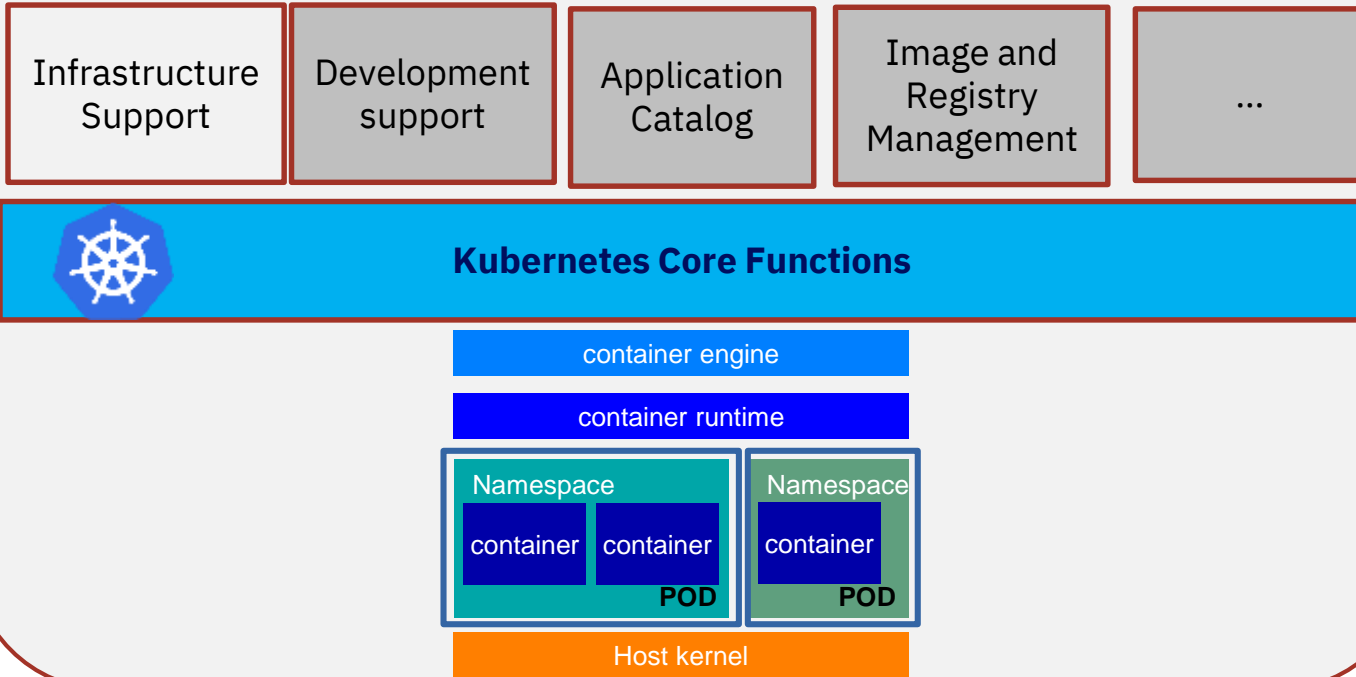 Infrastructure
Support
Development
support
Application
Catalog
Image and
Registry
Management
...
Kubernetes Core Functions
container engine
container runtime
Namespace
container
container
POD
Namespace
container
POD
Host kernel